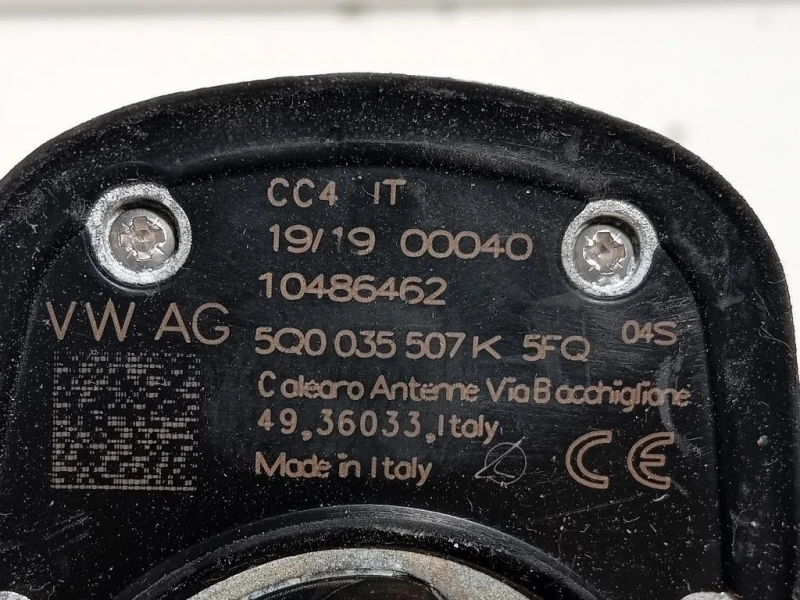 CC4 IT
19/19 00040
10486462
VW AG
5Q0 035 507 K 5FQ 04S
Calearo Antenne Via Bacchiglione
49,36033,Italy
Made in Italy CE